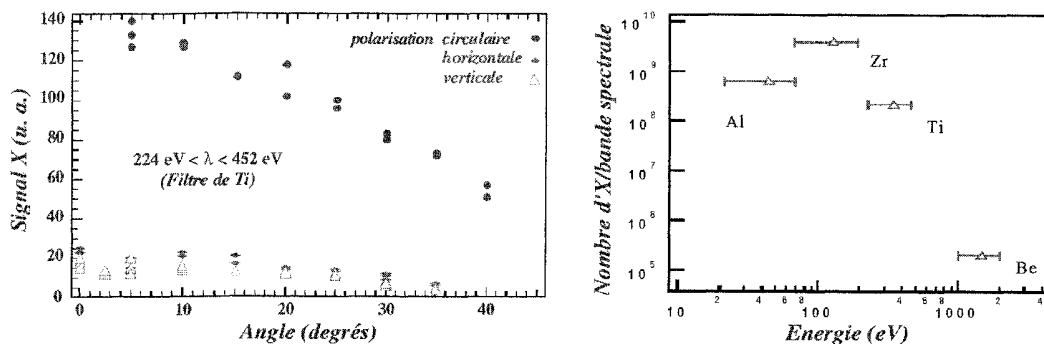 140
120
100
80
60
40
20
0
Signal X (u. a.)
polarisation circulaire
horizontale
verticale
224 eV < λ < 452 eV
(Filtre de Ti)
0
10
20
30
40
Angle (degrés)
10^10
10^9
10^8
10^7
10^6
10^5
Nombre d'X/bande spectrale
Al
Zr
Ti
Be
10
2
4
6
8
100
2
4
6
8
1000
2
4
Energie (eV)